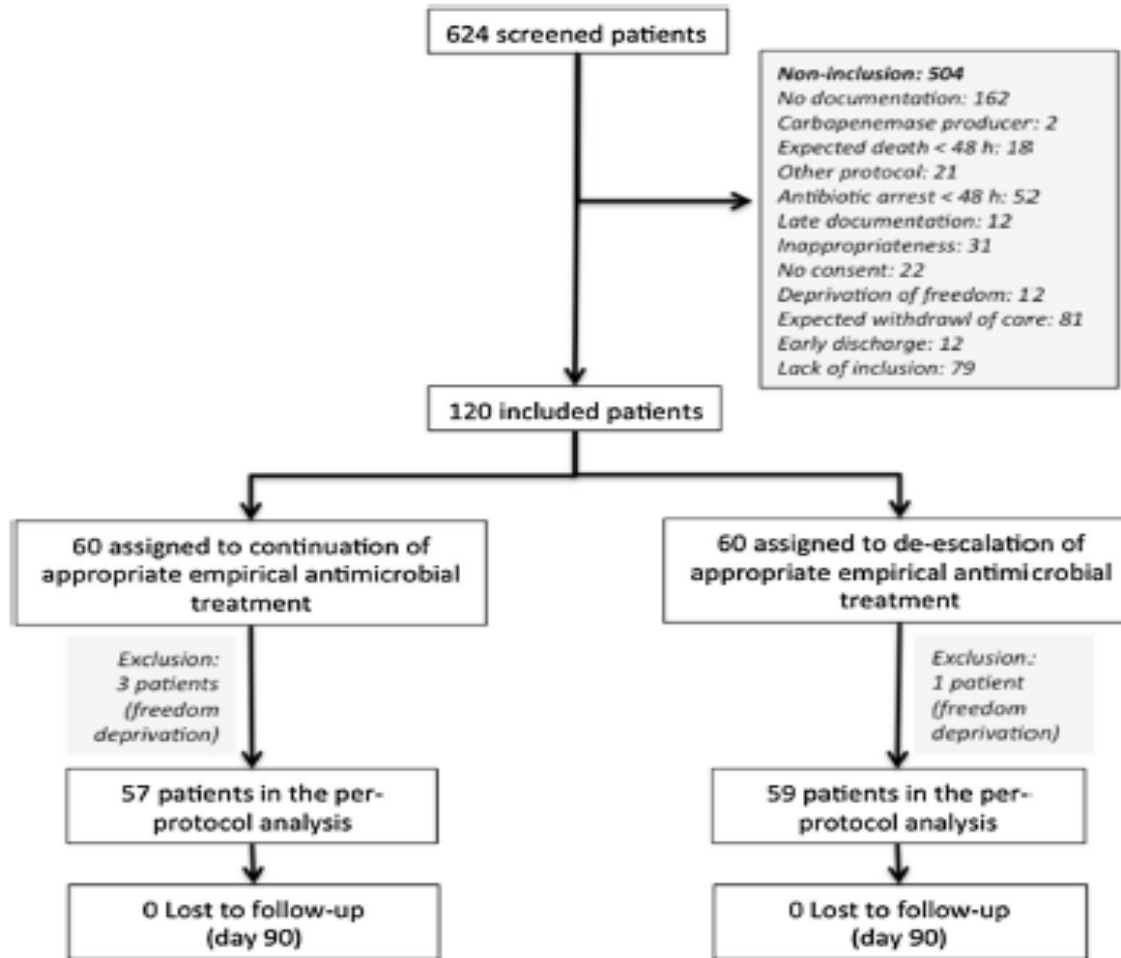 624 screened patients
Non-inclusion: 504
No documentation: 162
Carbapenemase producer: 2
Expected death < 48 h: 18
Other protocol: 21
Antibiotic arrest < 48 h: 52
Late documentation: 12
Inappropriateness: 31
No consent: 22
Deprivation of freedom: 12
Expected withdrawl of care: 81
Early discharge: 12
Lack of inclusion: 79
120 included patients
60 assigned to continuation of
appropriate empirical antimicrobial
treatment
60 assigned to de-escalation of
appropriate empirical antimicrobial
treatment
Exclusion:
3 patients
(freedom
deprivation)
Exclusion:
1 patient
(freedom
deprivation)
57 patients in the per-
protocol analysis
59 patients in the per-
protocol analysis
0 Lost to follow-up
(day 90)
0 Lost to follow-up
(day 90)